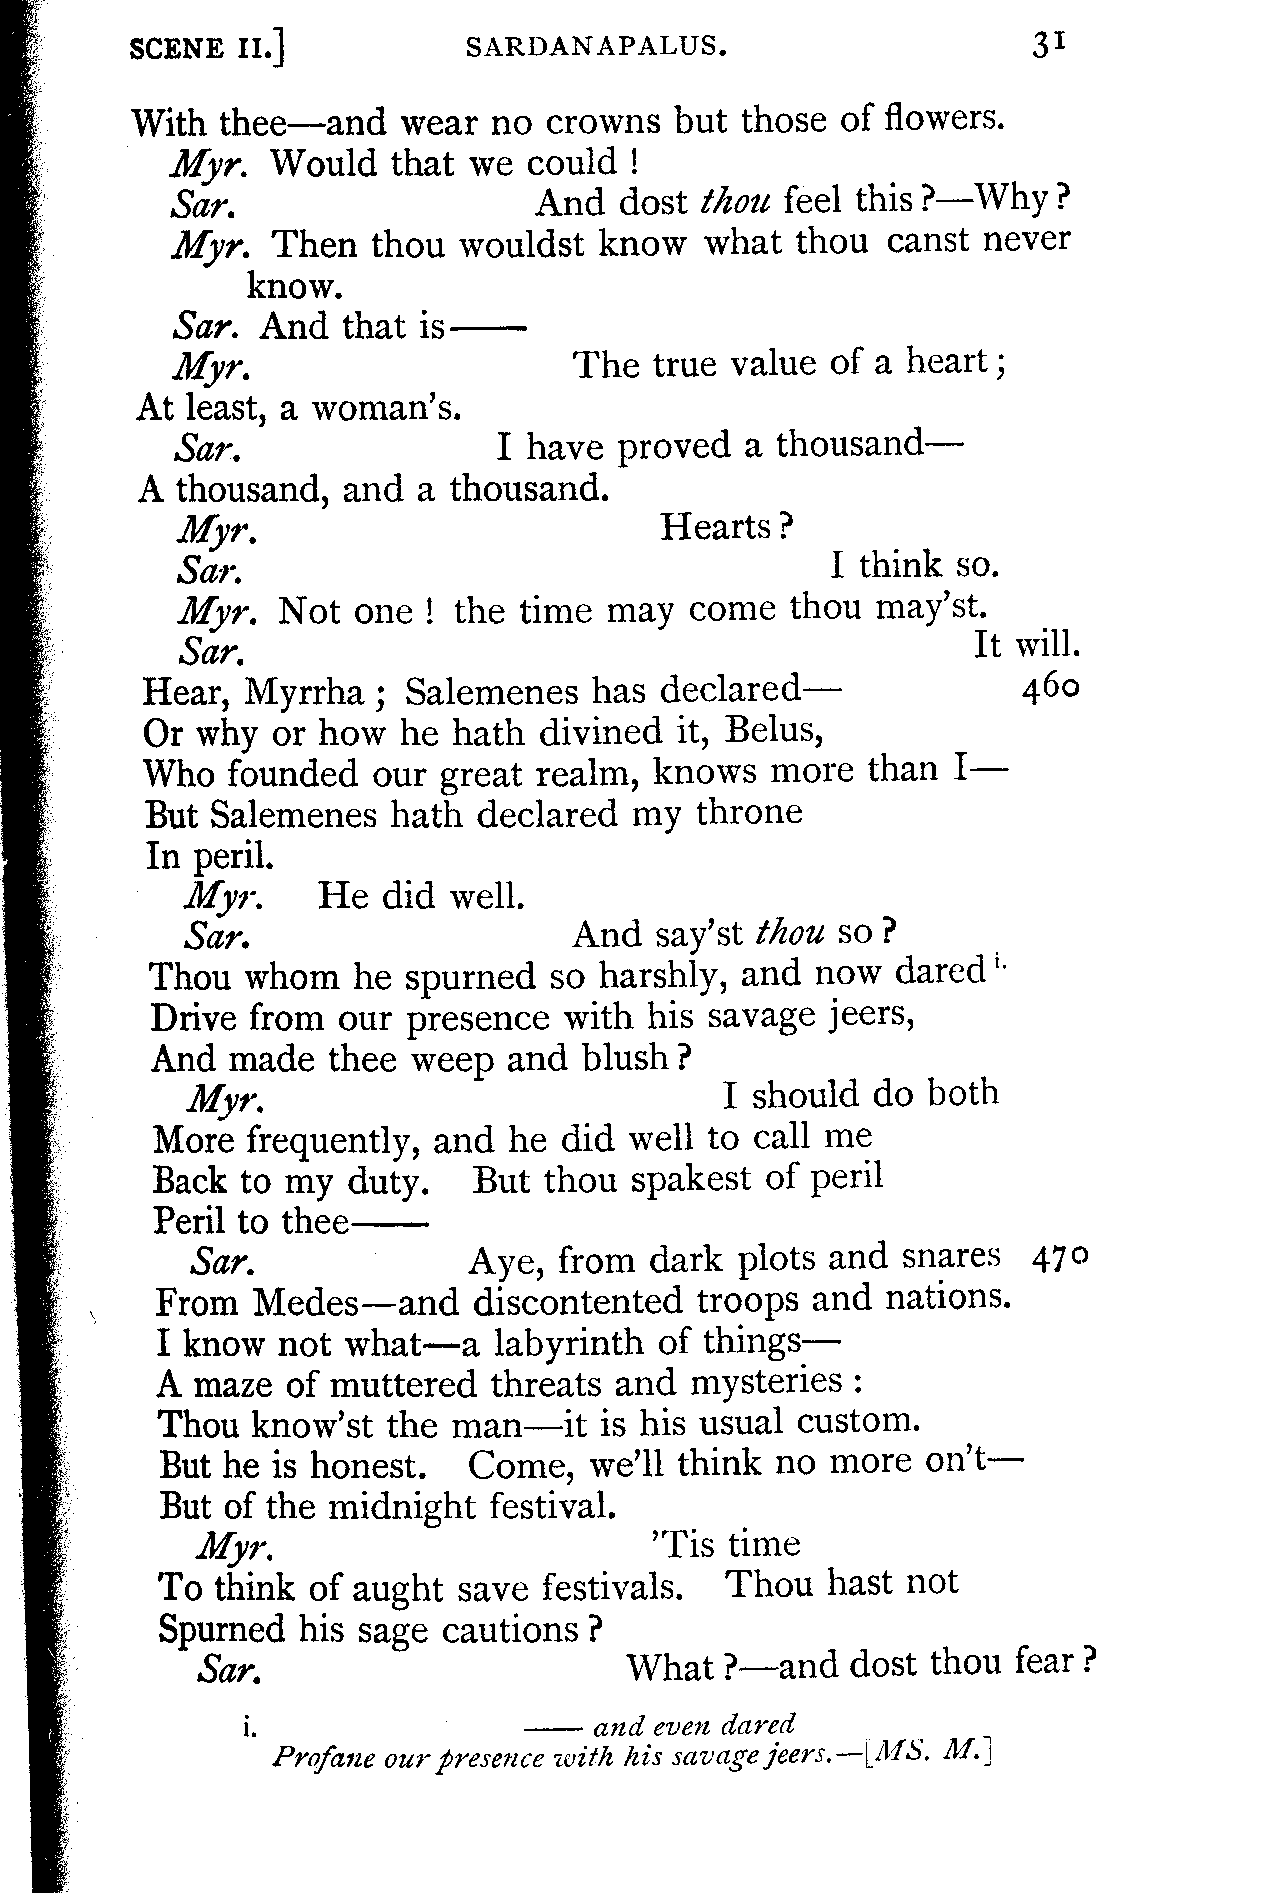 SCENE II.] SARDANAPALUS. 31
With thee—and wear no crowns but those of flowers.
Myr. Would that we could !
Sar. And dost thou feel this ?—Why ?
Myr. Then thou wouldst know what thou canst never
know.
Sar. And that is——
Myr. The true value of a heart ;
At least, a woman's.
Sar. I have proved a thousand—
A thousand, and a thousand.
Myr. Hearts ?
Sar. I think so.
Myr. Not one ! the time may come thou may'st.
Sar. It will.
Hear, Myrrha ; Salemenes has declared— 460
Or why or how he hath divined it, Belus,
Who founded our great realm, knows more than I—
But Salemenes hath declared my throne
In peril.
Myr. He did well.
Sar. And say'st thou so ?
Thou whom he spurned so harshly, and now dared i.
Drive from our presence with his savage jeers,
And made thee weep and blush ?
Myr. I should do both
More frequently, and he did well to call me
Back to my duty. But thou spakest of peril
Peril to thee——
Sar. Aye, from dark plots and snares 470
From Medes—and discontented troops and nations.
I know not what—a labyrinth of things—
A maze of muttered threats and mysteries :
Thou know'st the man—it is his usual custom.
But he is honest. Come, we'll think no more on't—
But of the midnight festival.
Myr. 'Tis time
To think of aught save festivals. Thou hast not
Spurned his sage cautions ?
Sar. What ?—and dost thou fear ?
i. —— and even dared
Profane our presence with his savage jeers.—[MS. M.]